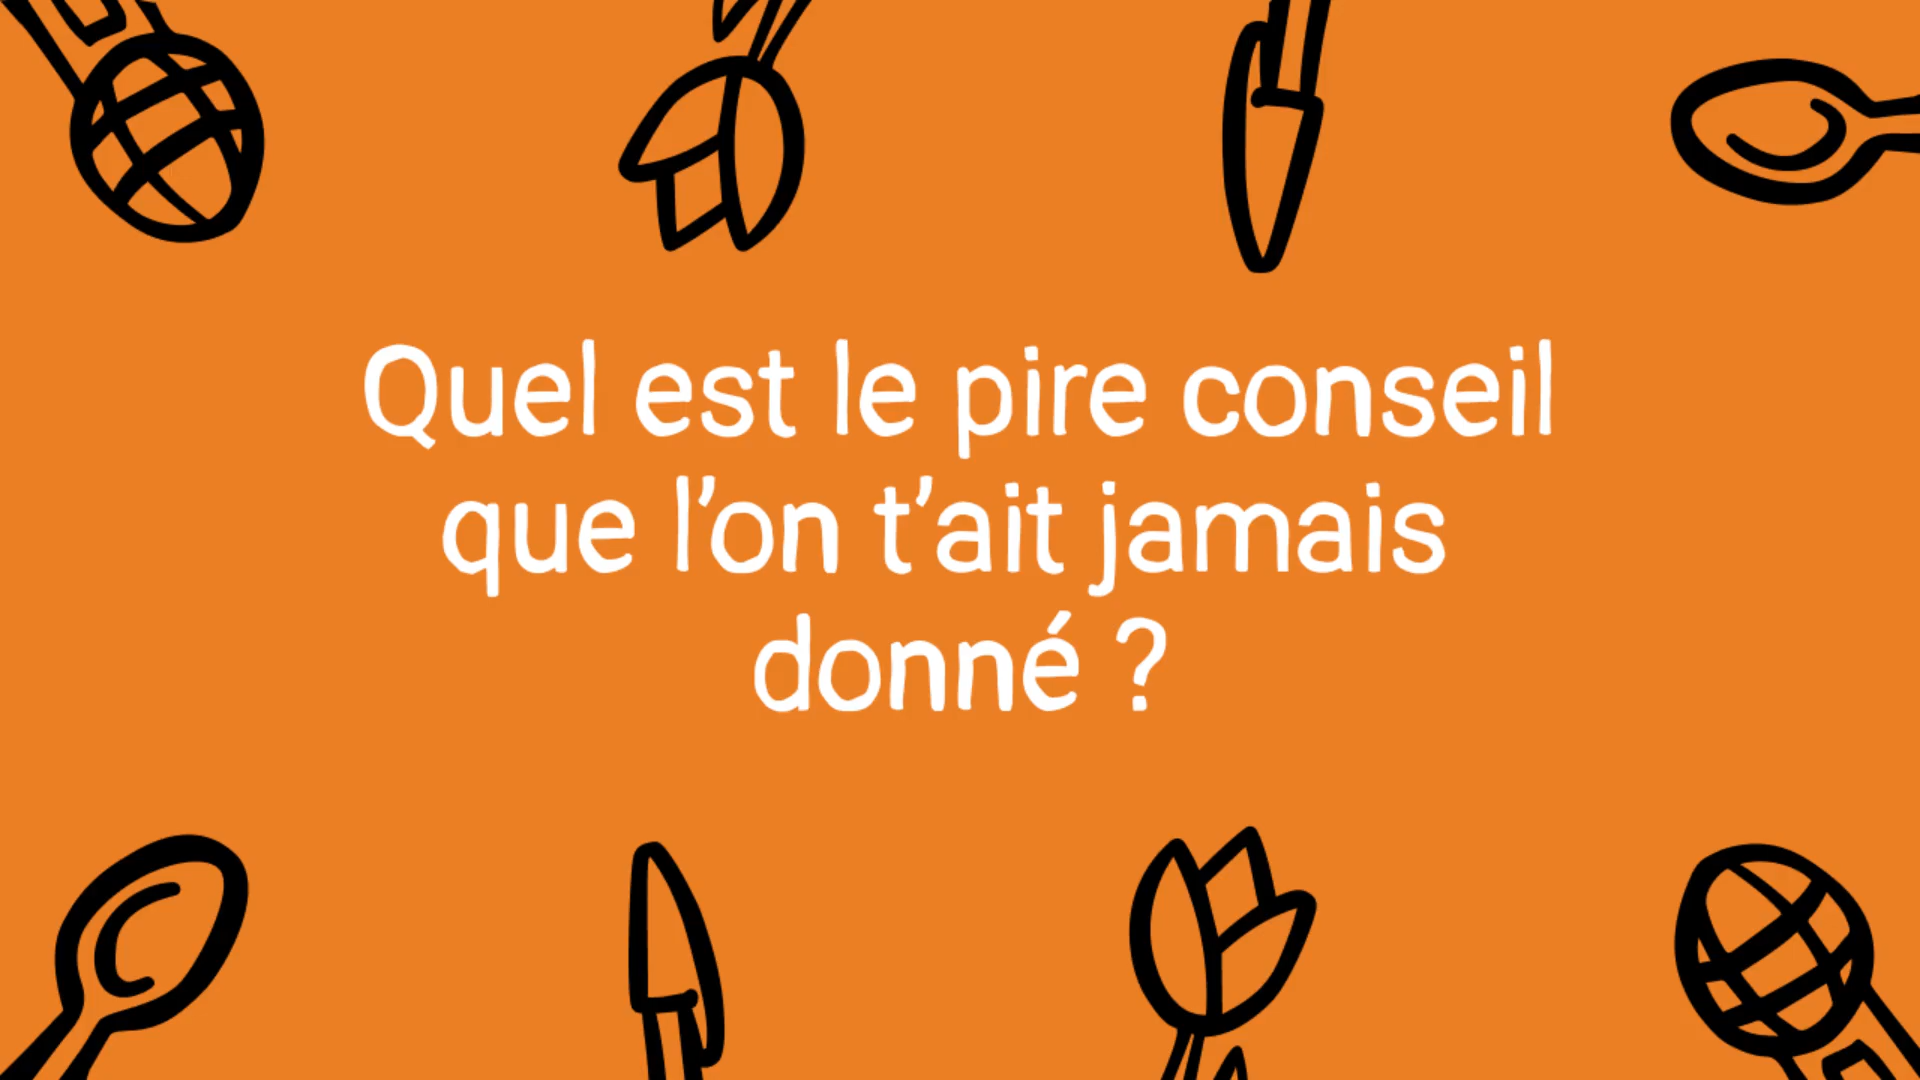 Quel est le pire conseil
que l’on t’ait jamais
donné ?